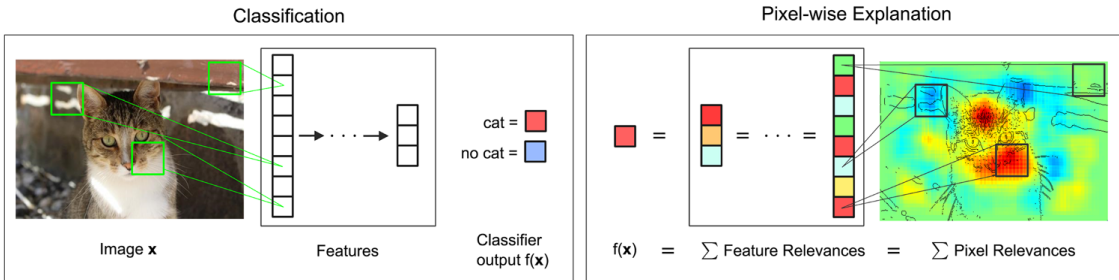 Classification
Pixel-wise Explanation
cat =
no cat =
Image x
Features
Classifier
output f(x)
= = · · · =
f(x) = ∑ Feature Relevances = ∑ Pixel Relevances